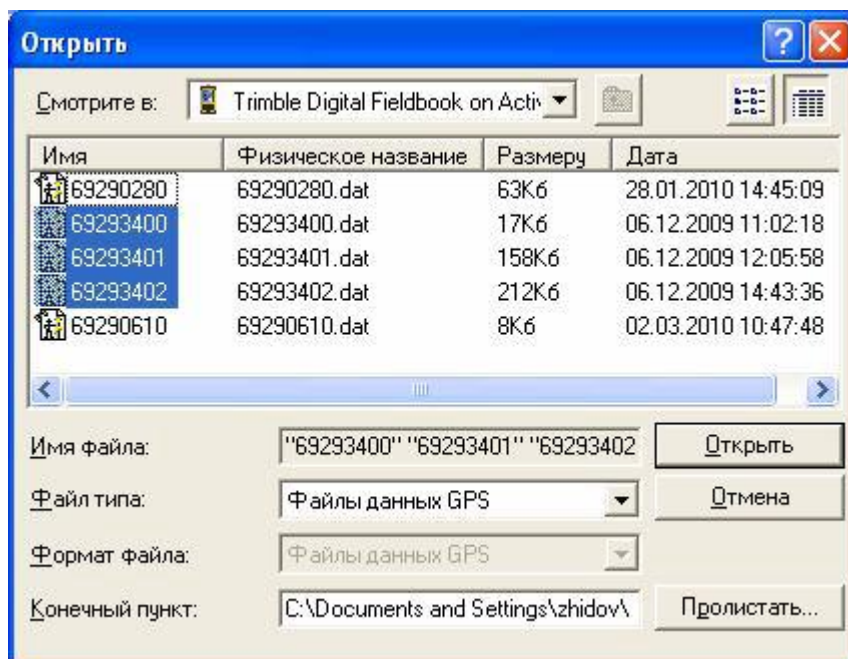 Открыть
Смотрите в: Trimble Digital Fieldbook on Activ
Имя Физическое название Размеру Дата
69290280 69290280.dat 63Кб 28.01.2010 14:45:09
69293400 69293400.dat 17Кб 06.12.2009 11:02:18
69293401 69293401.dat 158Кб 06.12.2009 12:05:58
69293402 69293402.dat 212Кб 06.12.2009 14:43:36
69290610 69290610.dat 8Кб 02.03.2010 10:47:48
Имя файла: "69293400" "69293401" "69293402 Открыть
Файл типа: Файлы данных GPS Отмена
Формат файла: Файлы данных GPS
Конечный пункт: C:\Documents and Settings\zhidov\ Пролистать...